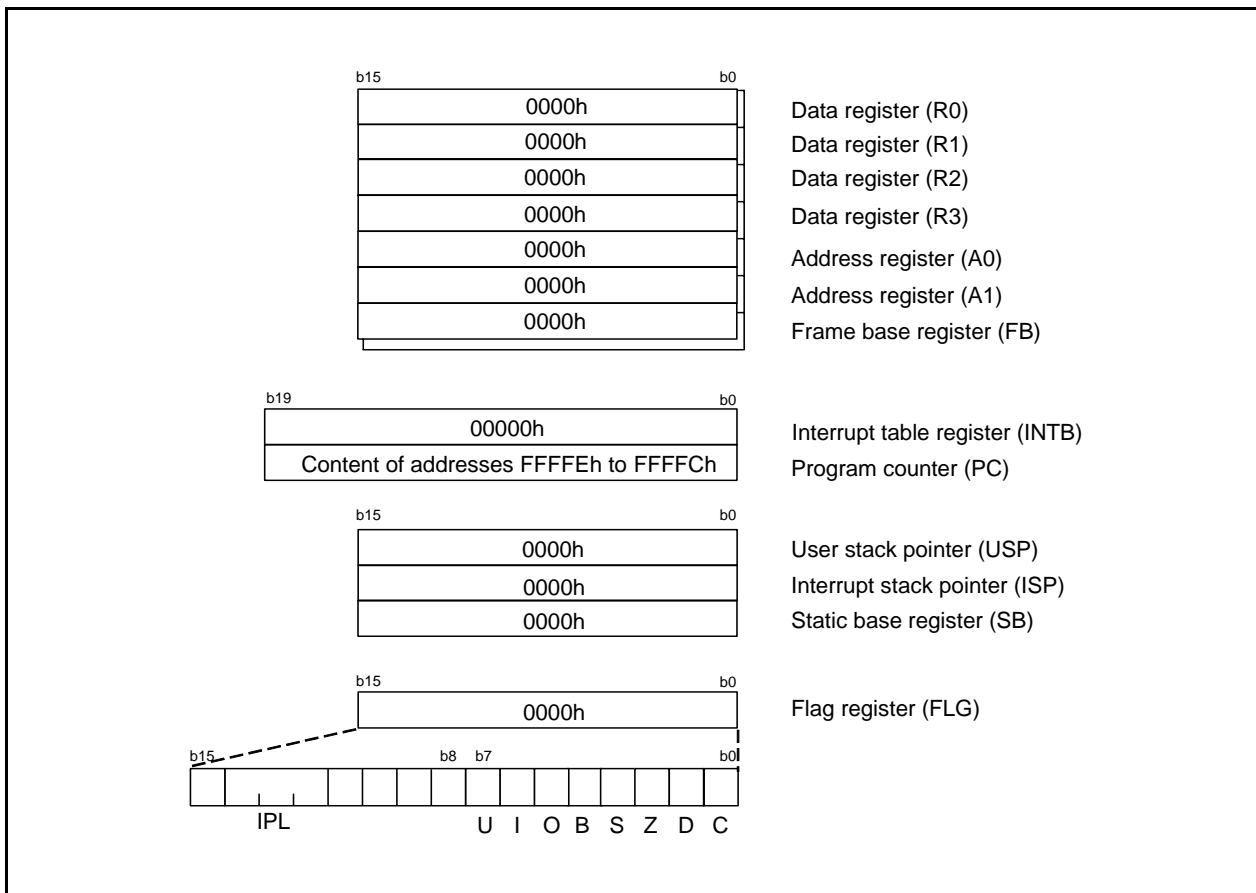 b15 b0
0000h Data register (R0)
0000h Data register (R1)
0000h Data register (R2)
0000h Data register (R3)
0000h Address register (A0)
0000h Address register (A1)
0000h Frame base register (FB)
b19 b0
00000h Interrupt table register (INTB)
Content of addresses FFFFEh to FFFFCh Program counter (PC)
b15 b0
0000h User stack pointer (USP)
0000h Interrupt stack pointer (ISP)
0000h Static base register (SB)
b15 b0
0000h Flag register (FLG)
b15 b8 b7 b0
IPL U I O B S Z D C